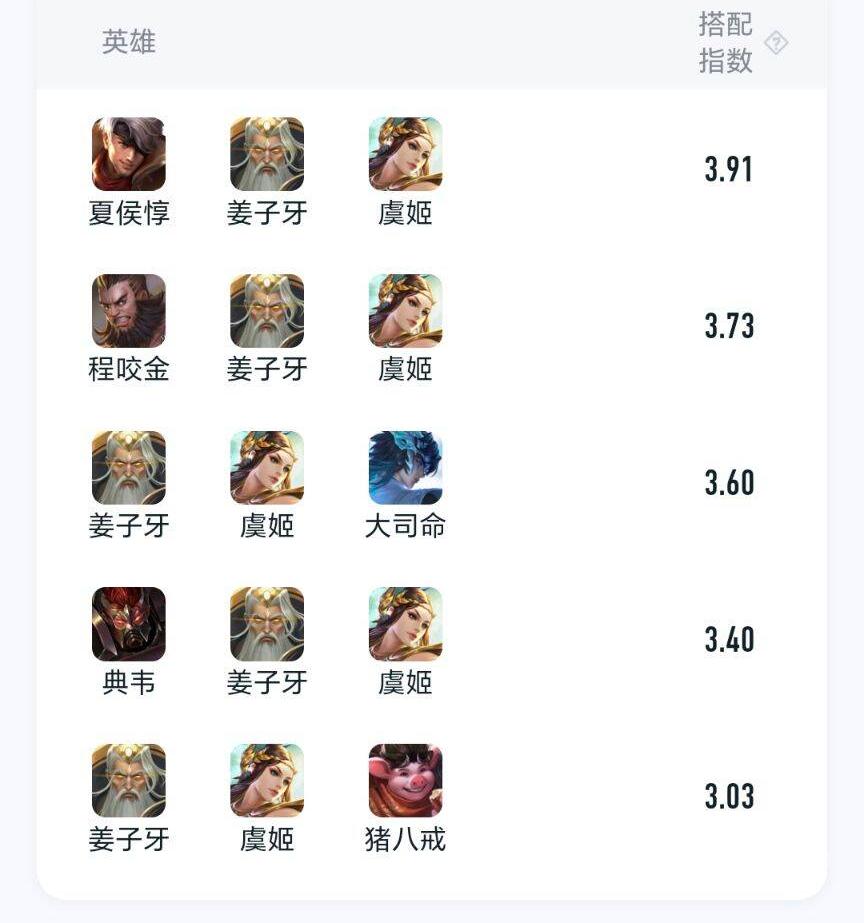 英雄
搭配
指数
?
3.91
夏侯惇 姜子牙 虞姬
3.73
程咬金 姜子牙 虞姬
3.60
姜子牙 虞姬 大司命
3.40
典韦 姜子牙 虞姬
3.03
姜子牙 虞姬 猪八戒